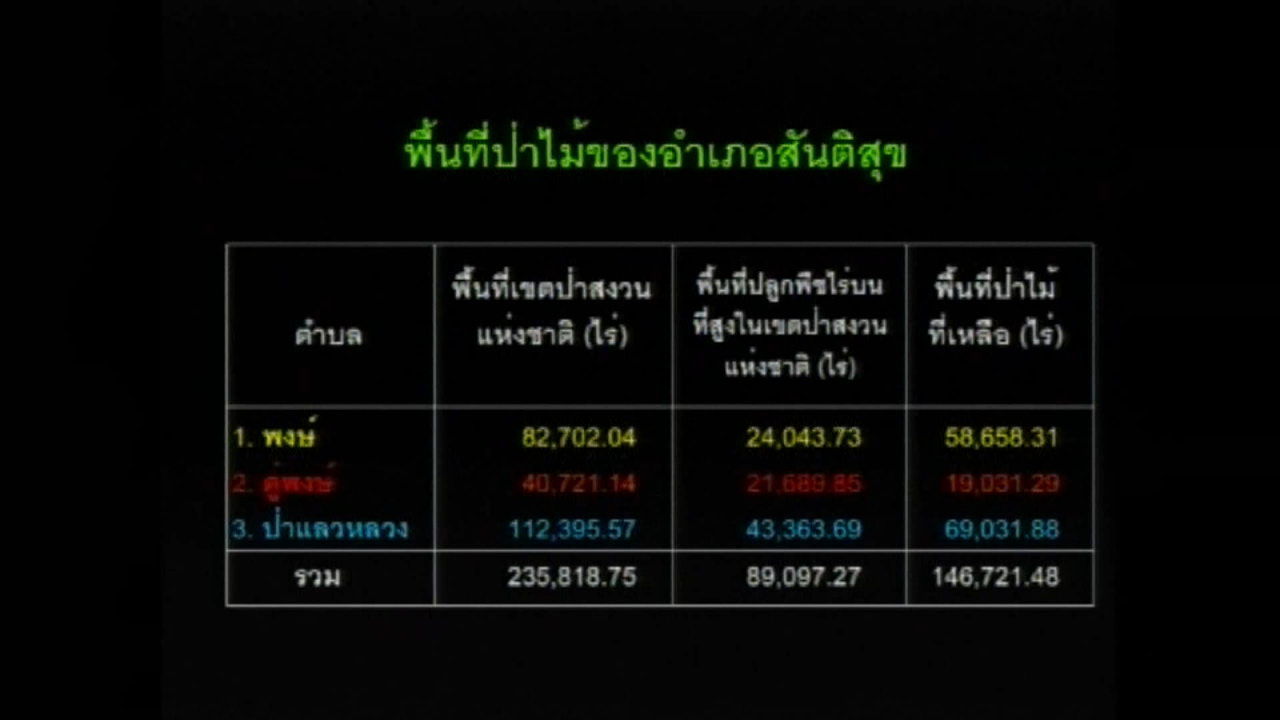 พื้นที่ป่าไม้ของอำเภอสันติสุข
ตำบล
พื้นที่เขตป่าสงวน
แห่งชาติ (ไร่)
พื้นที่ปลูกพืชไร่บน
ที่สูงในเขตป่าสงวน
แห่งชาติ (ไร่)
พื้นที่ป่าไม้
ที่เหลือ (ไร่)
1. พงษ์ 82,702.04 24,043.73 58,658.31
2. ดู่พงษ์ 40,721.14 21,689.85 19,031.29
3. ป่าแลวหลวง 112,395.57 43,363.69 69,031.88
รวม 235,818.75 89,097.27 146,721.48